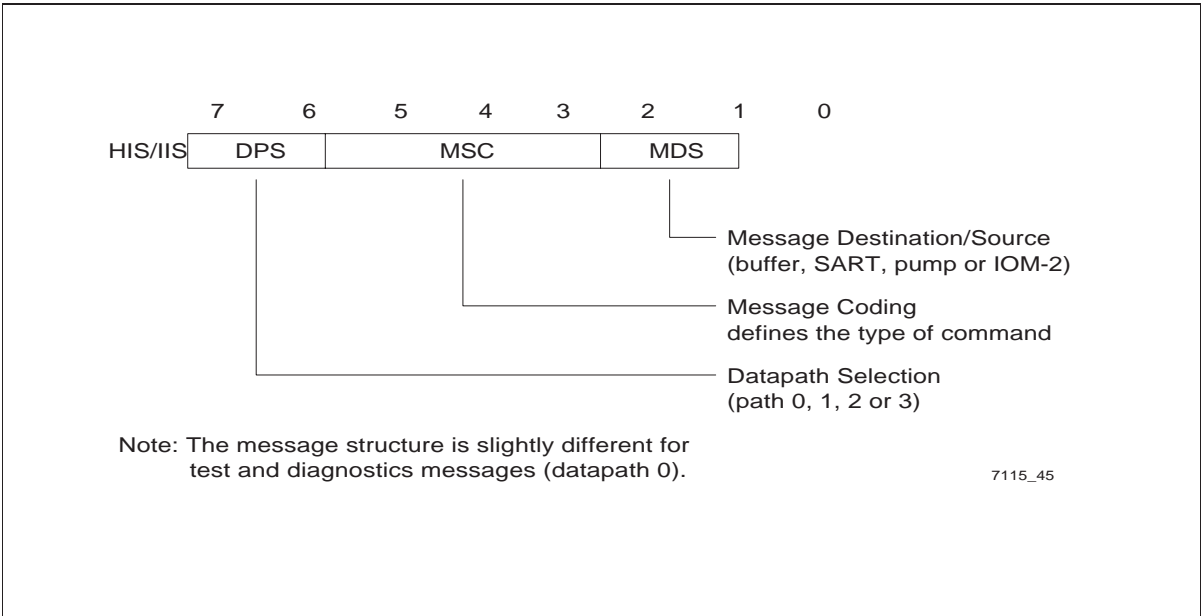 7 6 5 4 3 2 1 0
HIS/IIS DPS MSC MDS
Message Destination/Source
(buffer, SART, pump or IOM-2)
Message Coding
defines the type of command
Datapath Selection
(path 0, 1, 2 or 3)
Note: The message structure is slightly different for
test and diagnostics messages (datapath 0).
7115_45